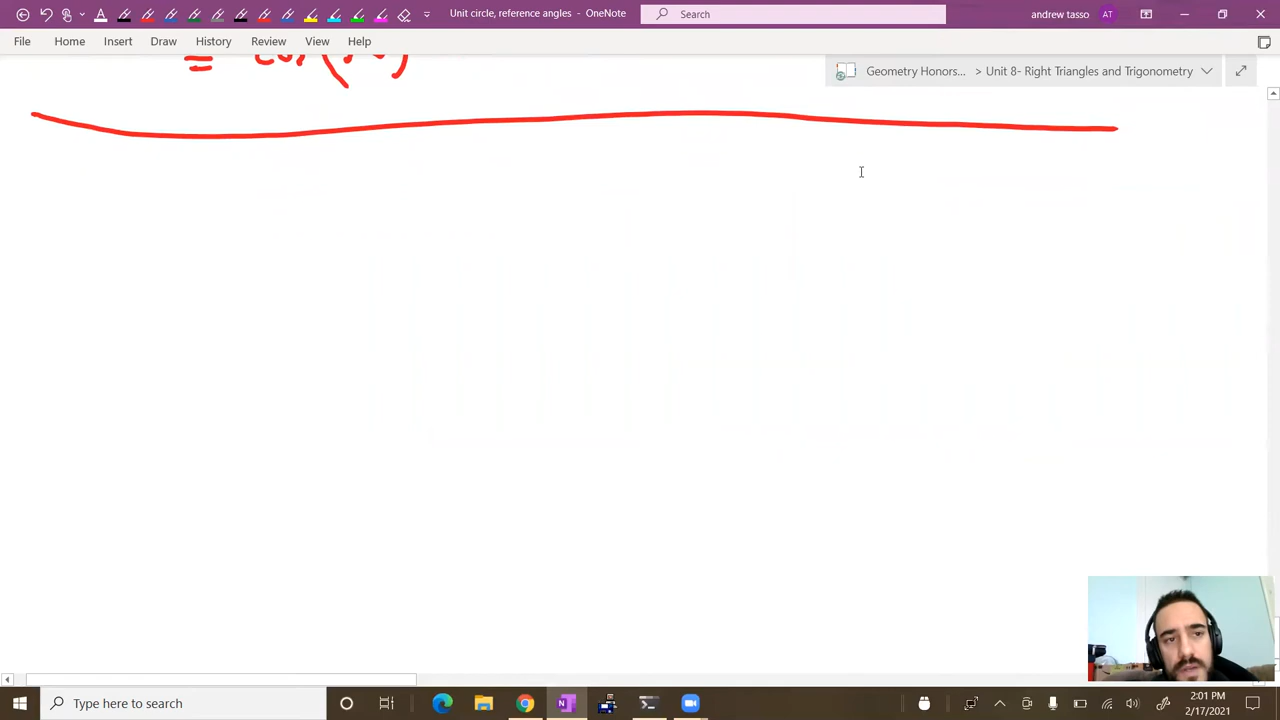 Unit circle, reference angles - OneNote
Search
andrew tasso
AT
File Home Insert Draw History Review View Help
Geometry Honors... > Unit 8- Right Triangles and Trigonometry
=
Type here to search
2:01 PM
2/17/2021